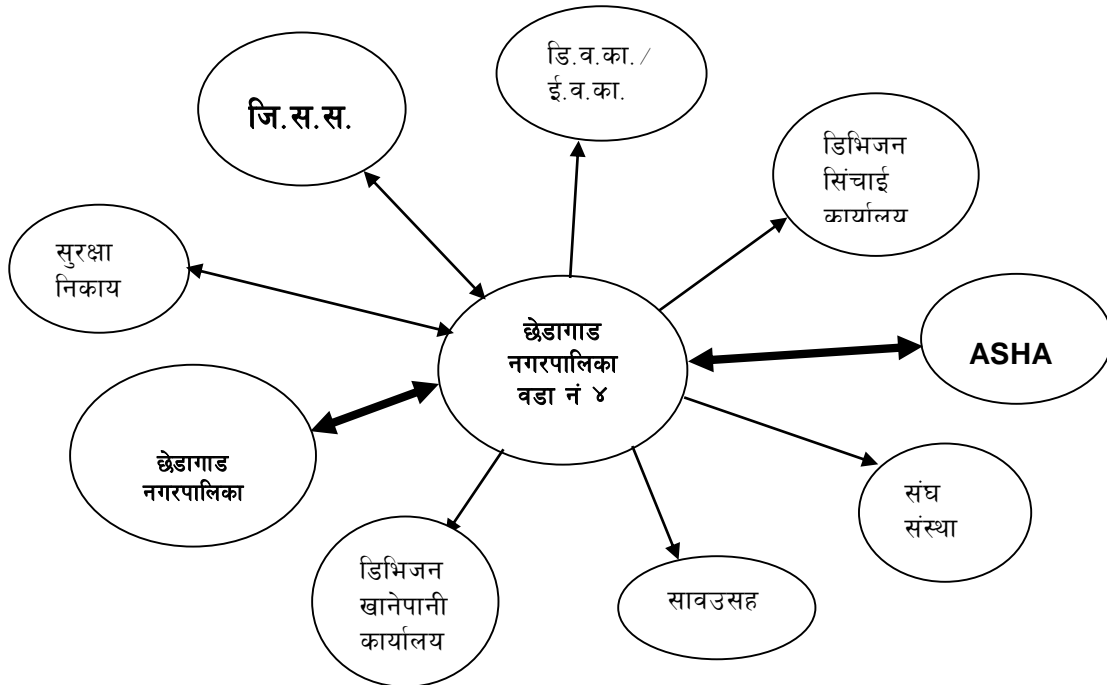 डि.व.का./
ई.व.का.
जि.स.स.
डिभिजन
सिंचाई
कार्यालय
सुरक्षा
निकाय
छेडागाड
नगरपालिका
वडा नं ४
ASHA
छेडागाड
नगरपालिका
संघ
संस्था
डिभिजन
खानेपानी
कार्यालय
सावउसह